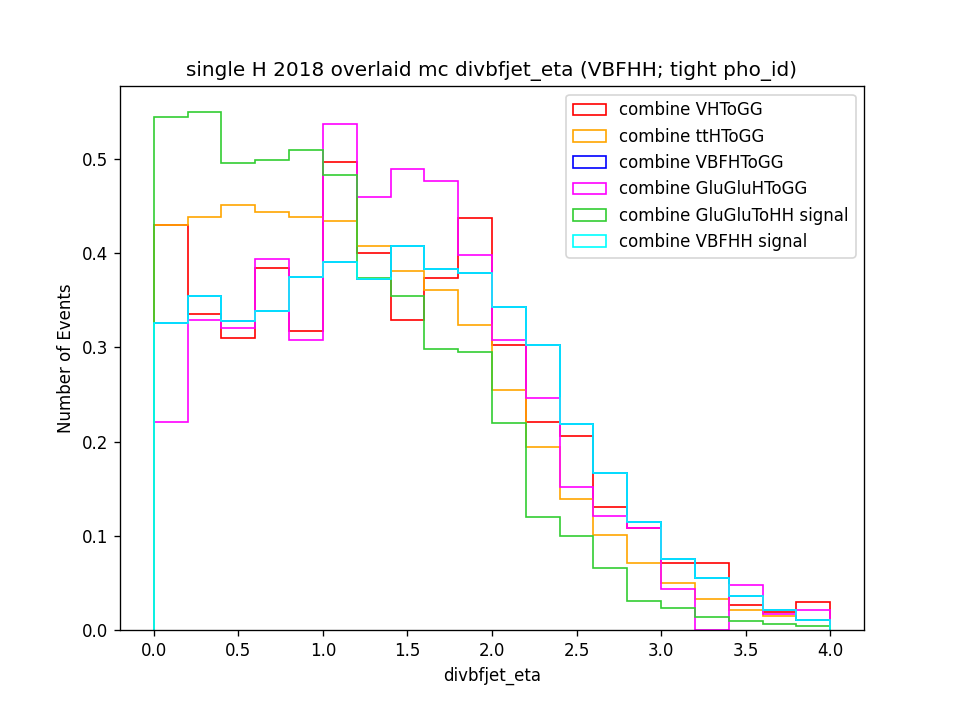 single H 2018 overlaid mc divbfjet_eta (VBFHH; tight pho_id)
combine VHToGG
combine ttHToGG
combine VBFHToGG
combine GluGluHToGG
combine GluGluToHH signal
combine VBFHH signal
Number of Events
0.5
0.4
0.3
0.2
0.1
0.0
0.0 0.5 1.0 1.5 2.0 2.5 3.0 3.5 4.0
divbfjet_eta